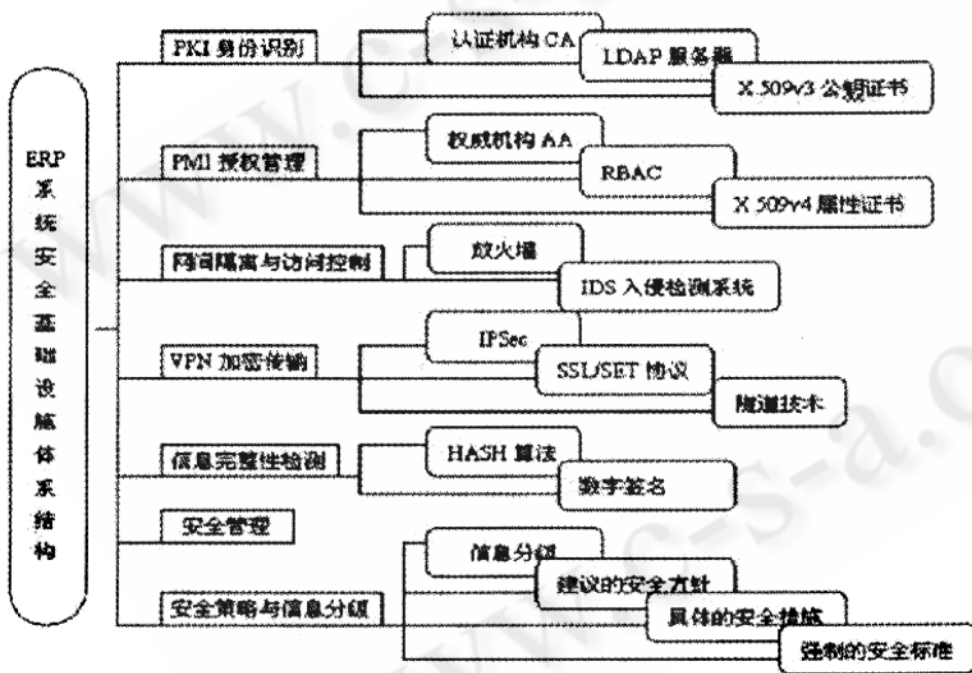 ERP系统安全基础设施体系结构
PKI 身份识别
认证机构 CA
LDAP 服务器
X 509v3 公钥证书
PMI 授权管理
权威机构 AA
RBAC
X 509v4 属性证书
网间隔离与访问控制
放火墙
IDS 入侵检测系统
VPN 加密传输
IPSec
SSL/SET 协议
隧道技术
信息完整性检测
HASH 算法
数字签名
安全管理
安全策略与信息分级
信息分级
建议的安全方针
具体的安全措施
强制的安全标准
www.c-s-a.o